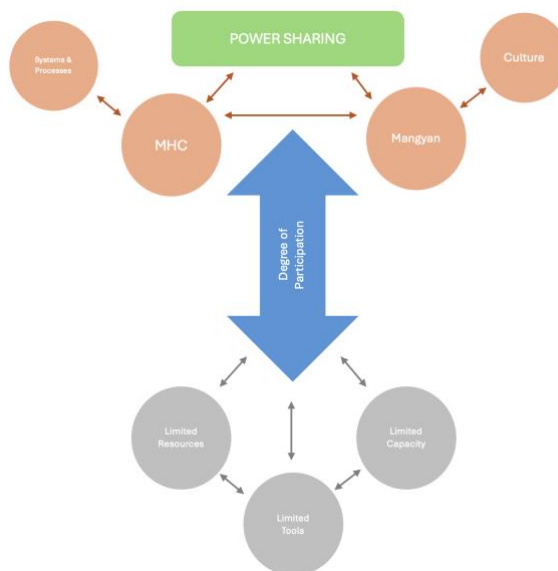 POWER SHARING
Systems &
Processes
Culture
MHC
Mangyan
Degree of
Participation
Limited
Resources
Limited
Capacity
Limited
Tools